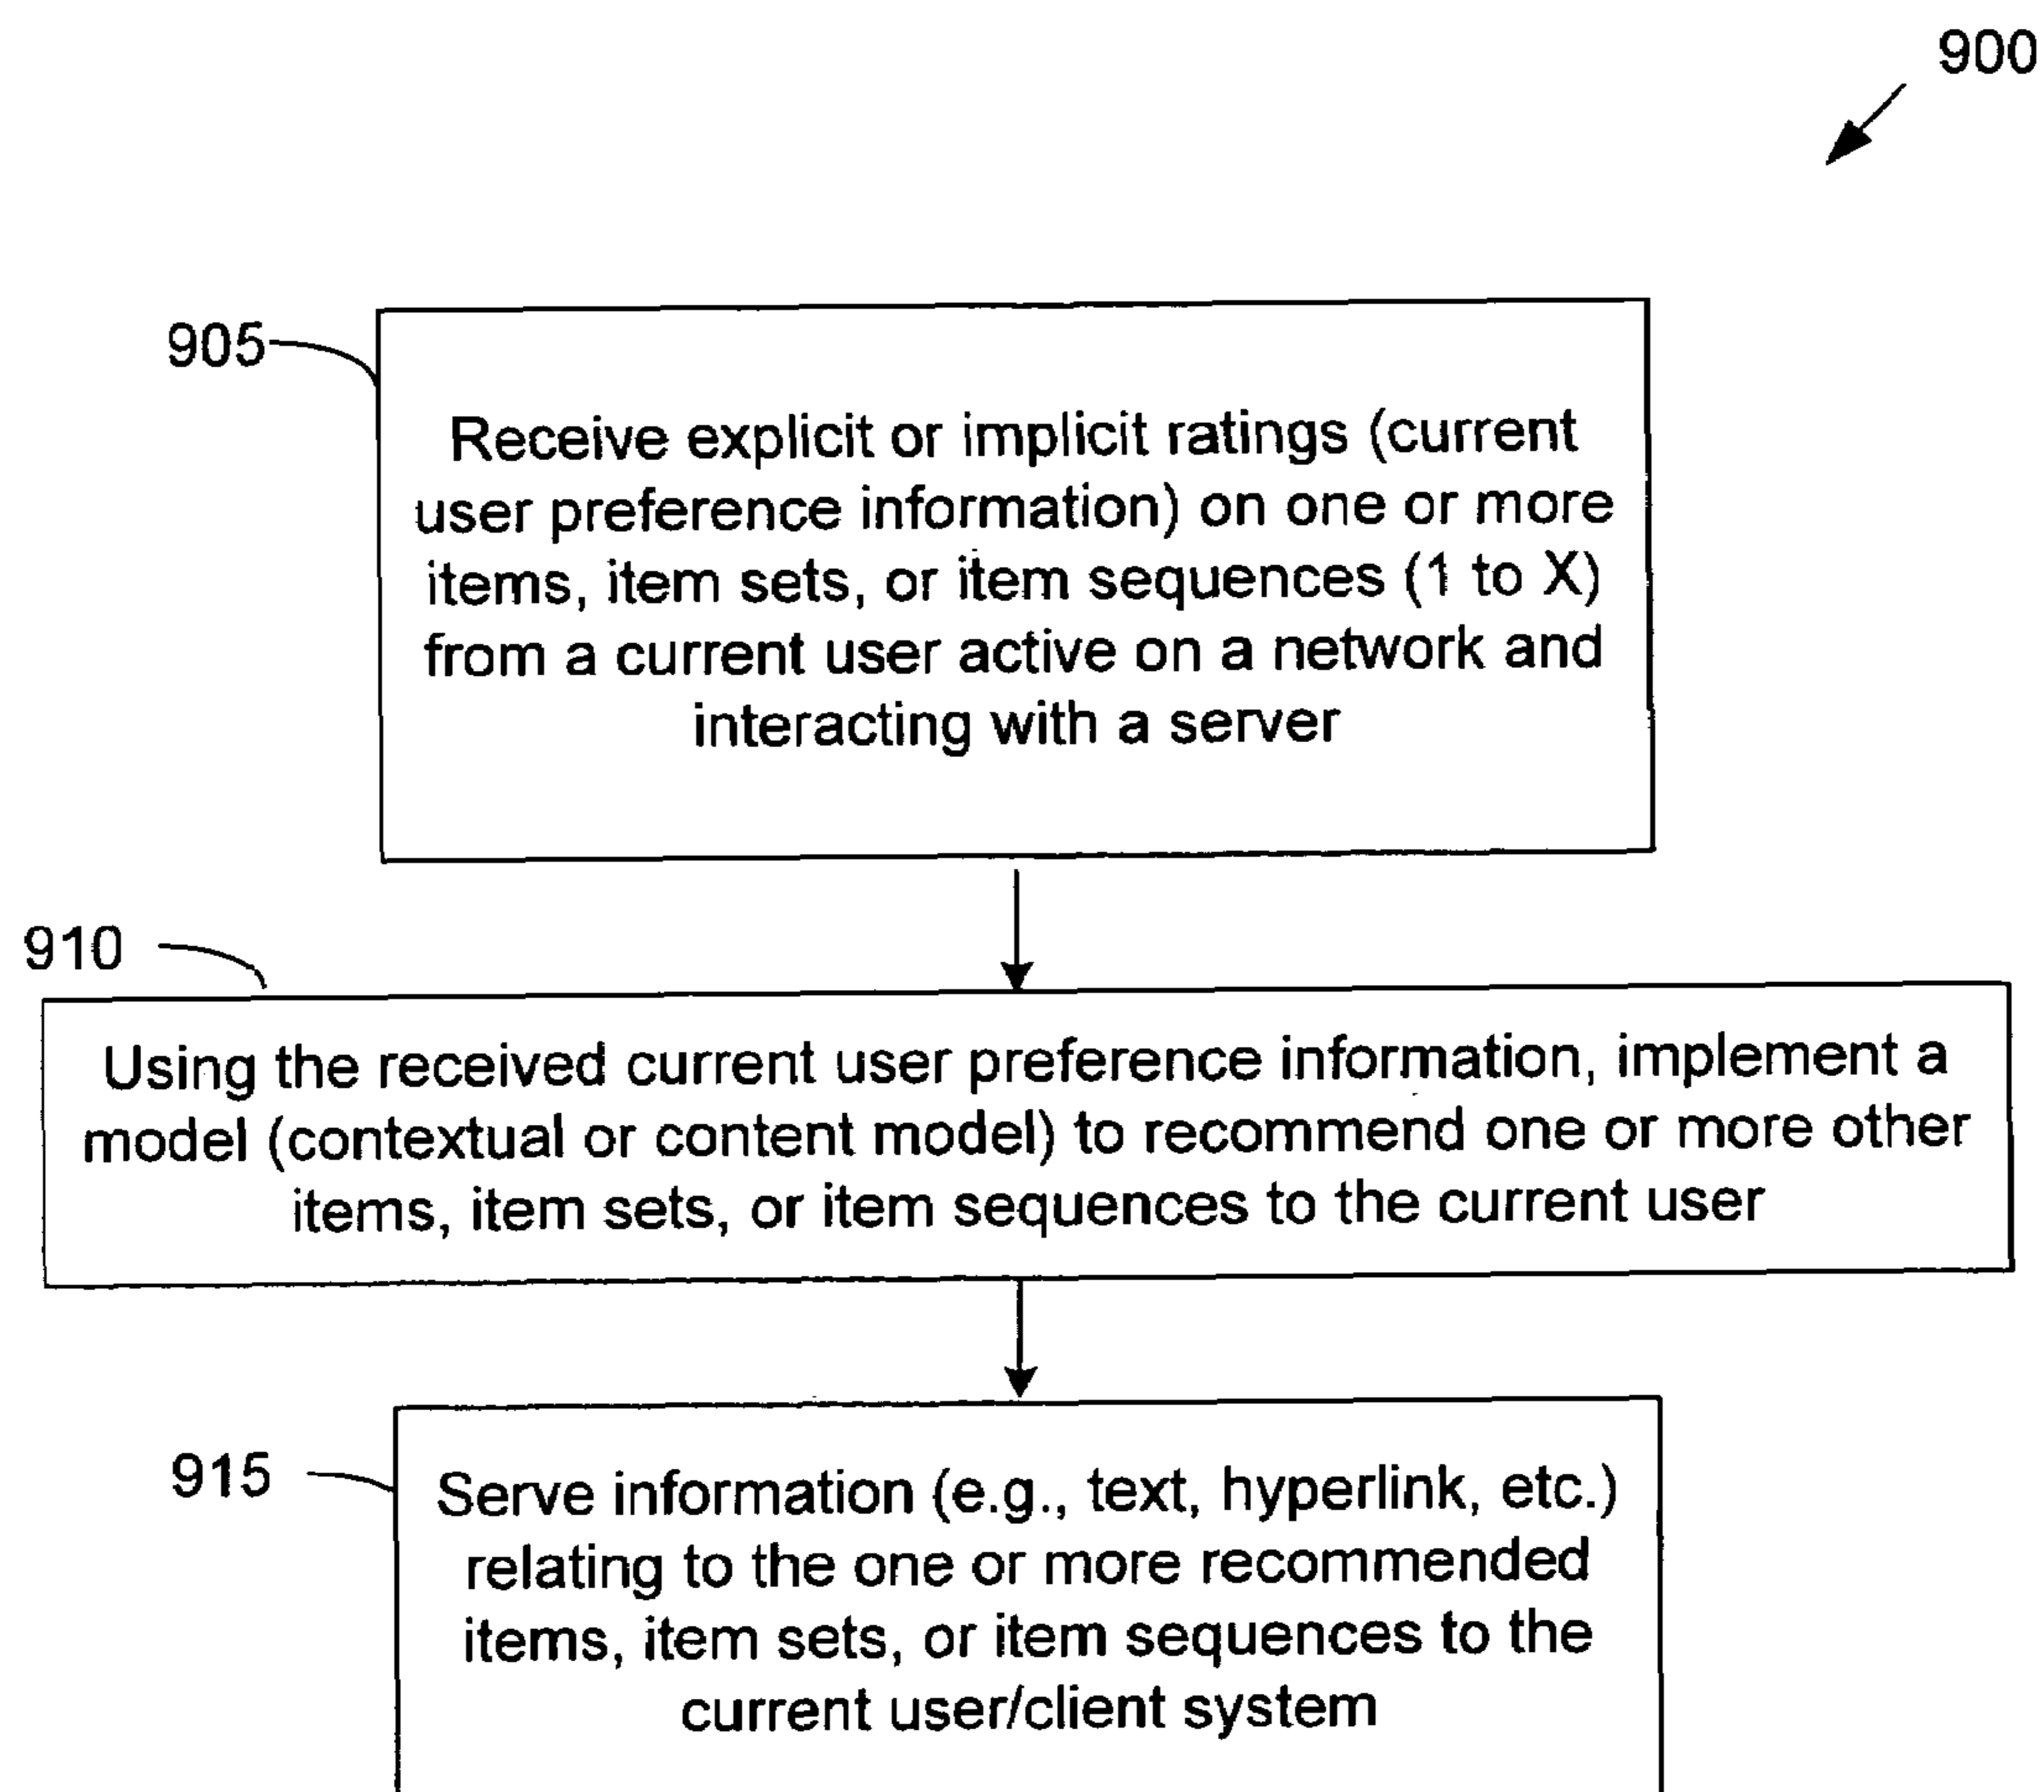 900
905
Receive explicit or implicit ratings (current
user preference information) on one or more
items, item sets, or item sequences (1 to X)
from a current user active on a network and
interacting with a server
910
Using the received current user preference information, implement a
model (contextual or content model) to recommend one or more other
items, item sets, or item sequences to the current user
915
Serve information (e.g., text, hyperlink, etc.)
relating to the one or more recommended
items, item sets, or item sequences to the
current user/client system